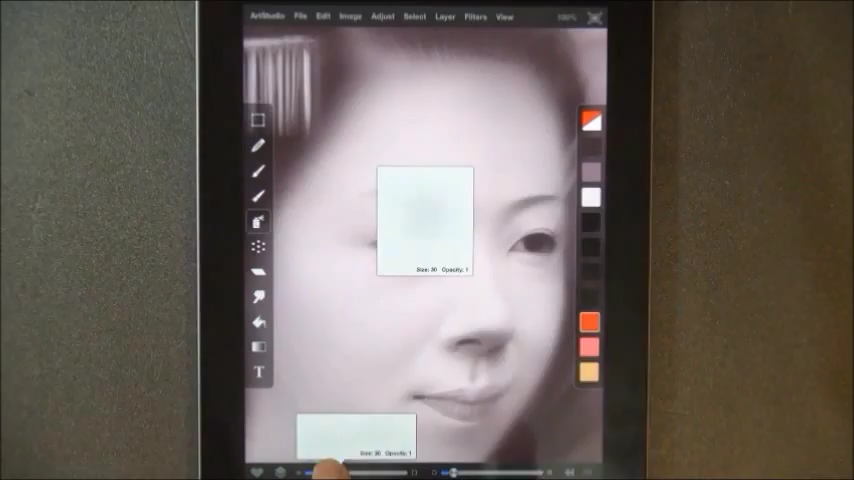 ArtStudio File Edit Image Adjust Select Layer Filters View 100%
Size: 30 Opacity: 1
T
Size: 30 Opacity: 1